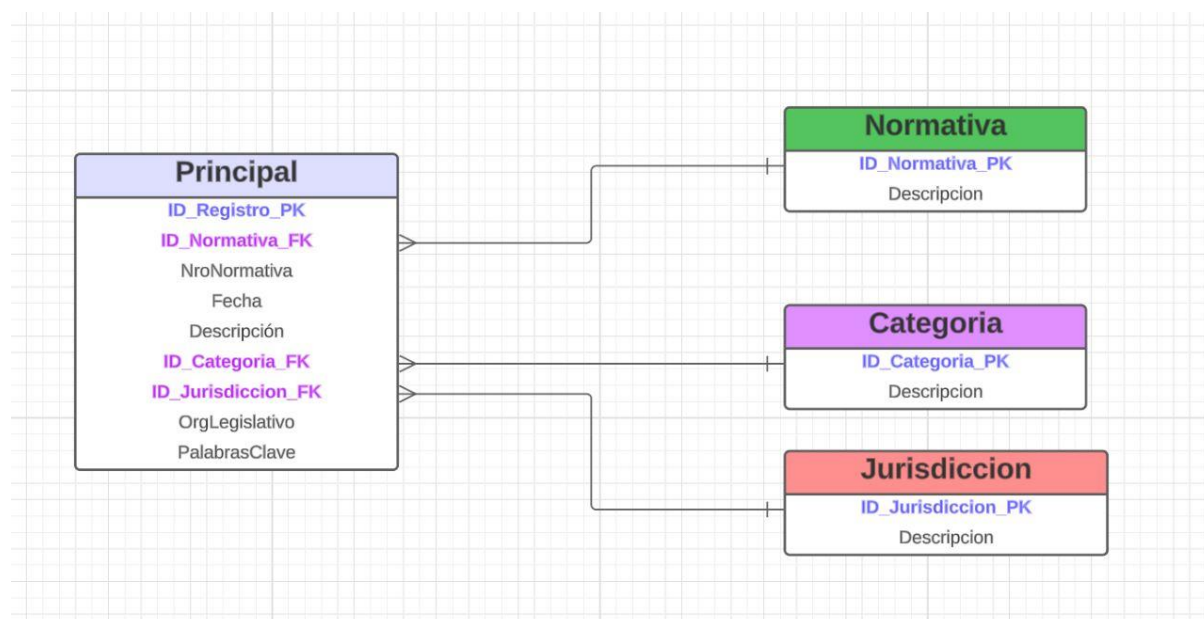 Principal
ID_Registro_PK
ID_Normativa_FK
NroNormativa
Fecha
Descripción
ID_Categoria_FK
ID_Jurisdiccion_FK
OrgLegislativo
PalabrasClave
Normativa
ID_Normativa_PK
Descripcion
Categoria
ID_Categoria_PK
Descripcion
Jurisdiccion
ID_Jurisdiccion_PK
Descripcion